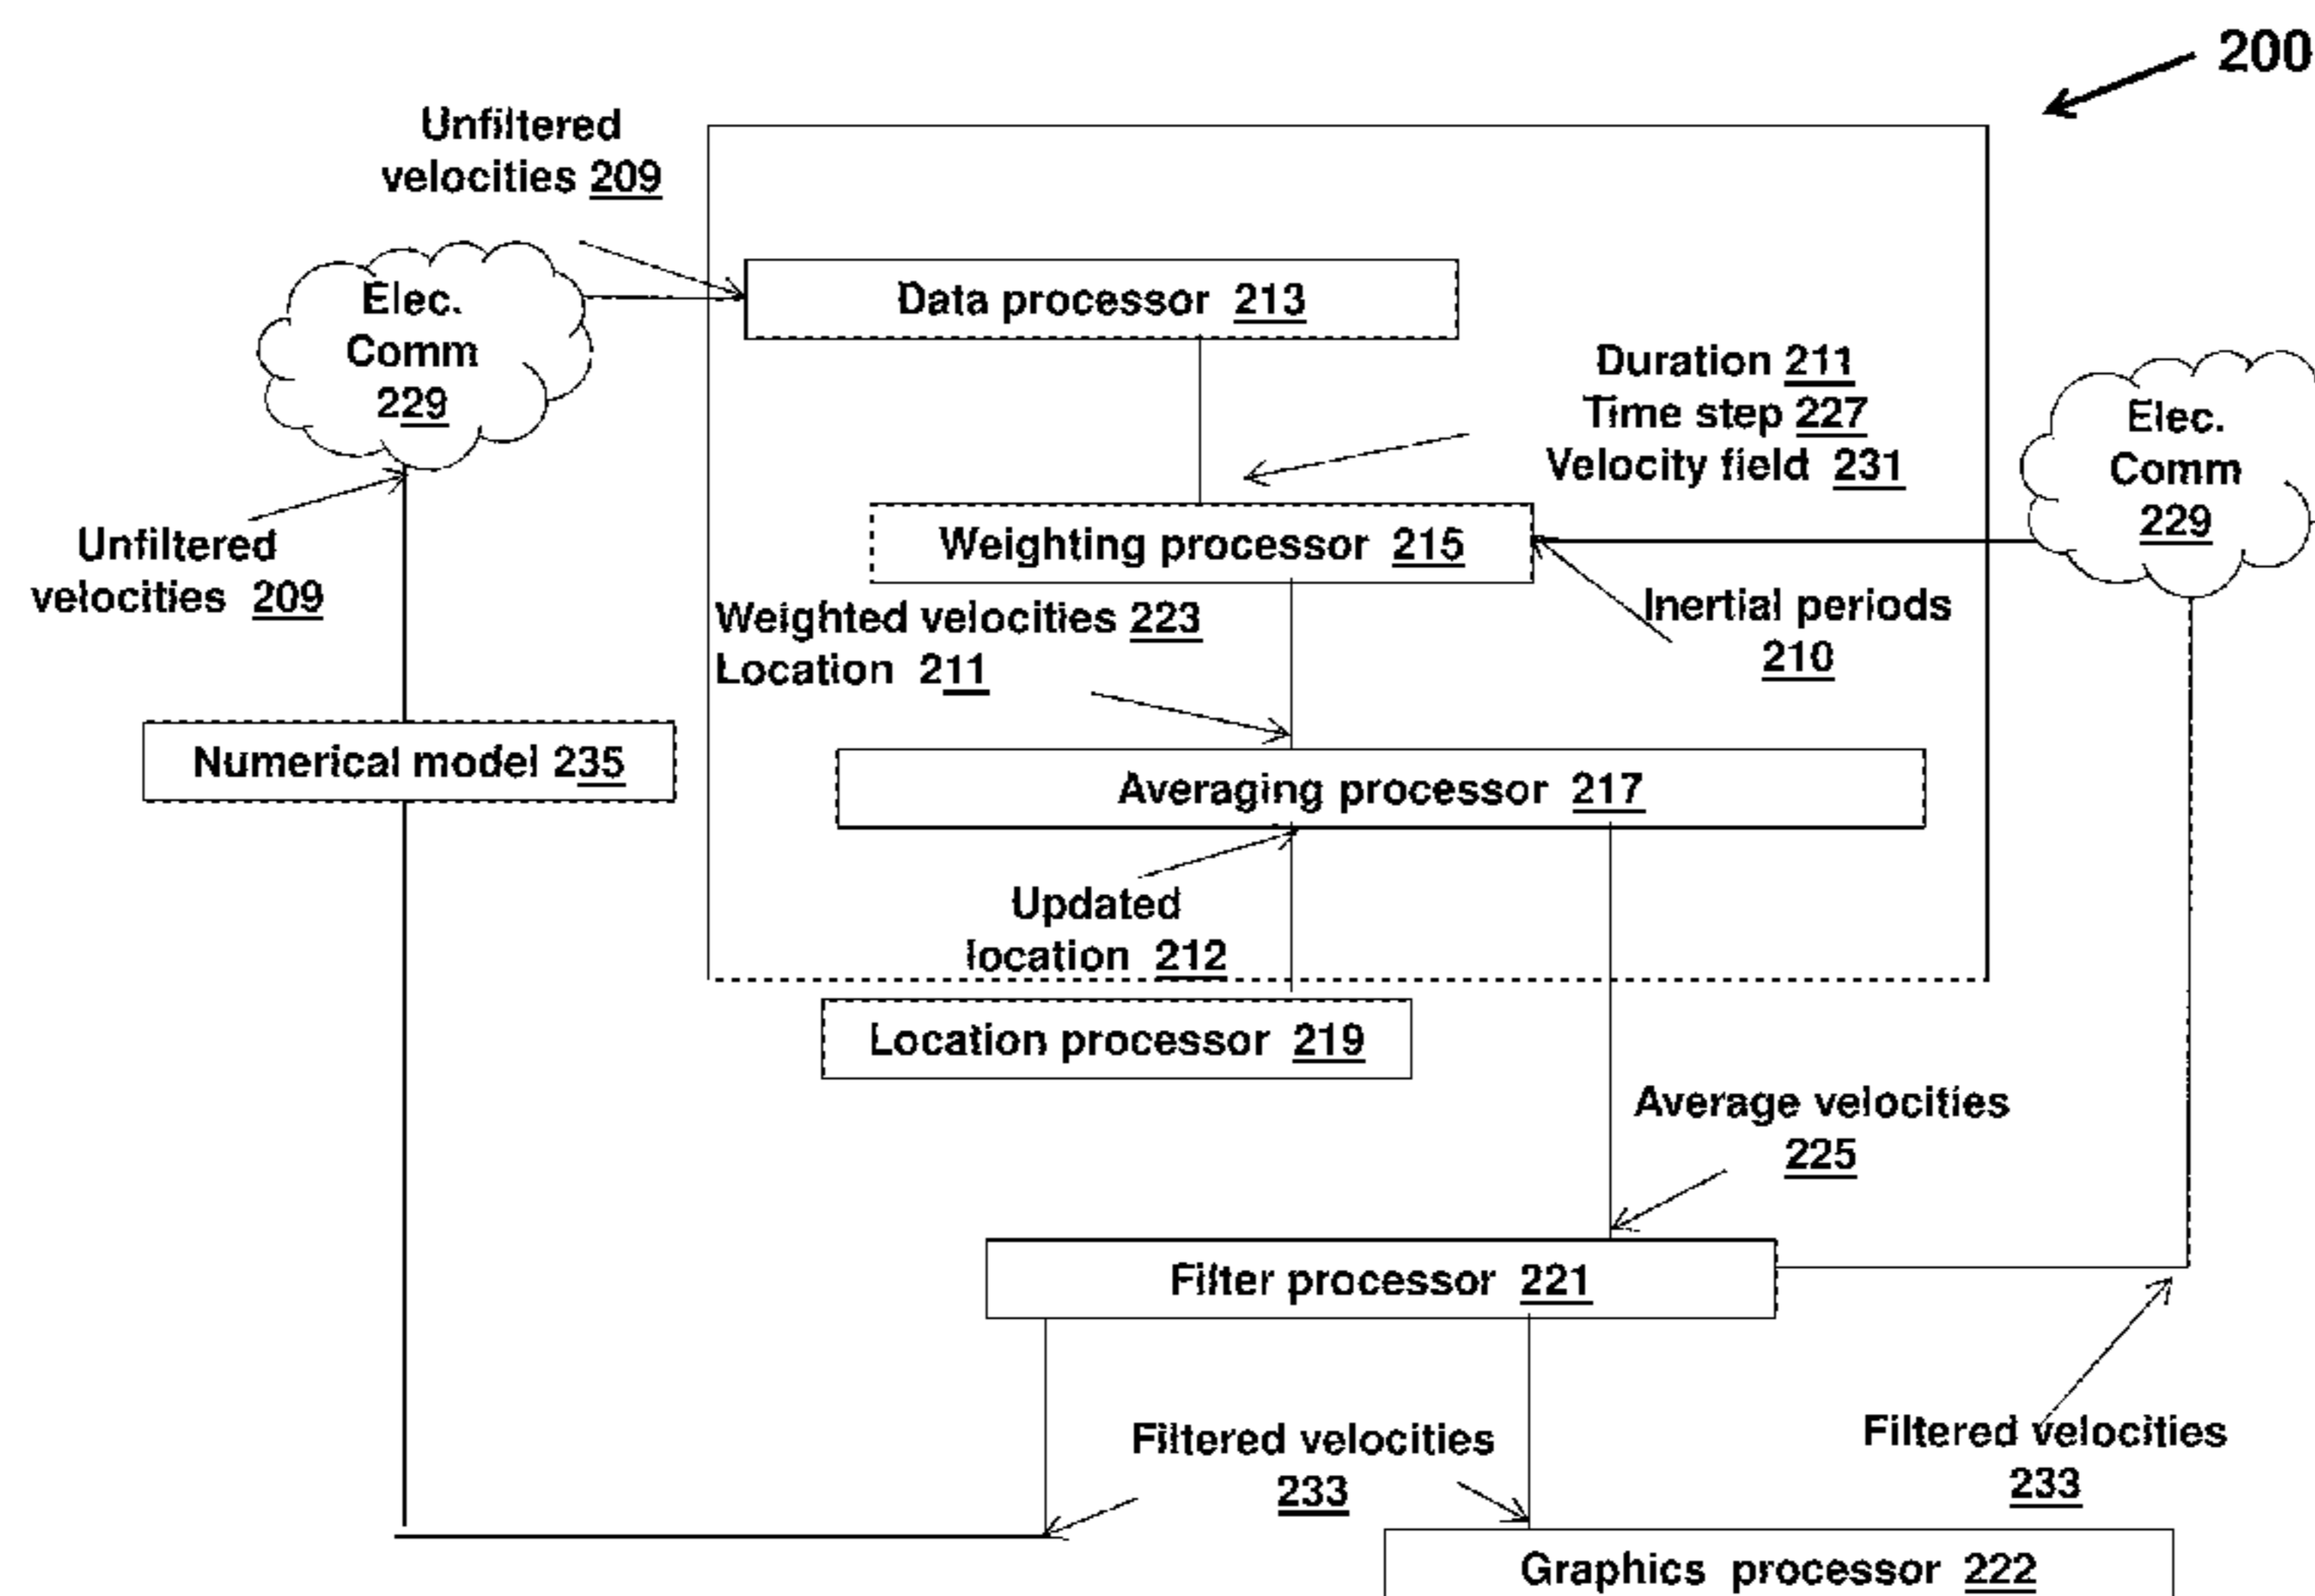 200
Unfiltered
velocities 209
Elec.
Comm
229
Data processor 213
Duration 211
Time step 227
Velocity field 231
Elec.
Comm
229
Unfiltered
velocities 209
Weighting processor 215
Inertial periods
210
Weighted velocities 223
Location 211
Numerical model 235
Averaging processor 217
Updated
location 212
Location processor 219
Average velocities
225
Filter processor 221
Filtered velocities
233
Filtered velocities
233
Graphics processor 222